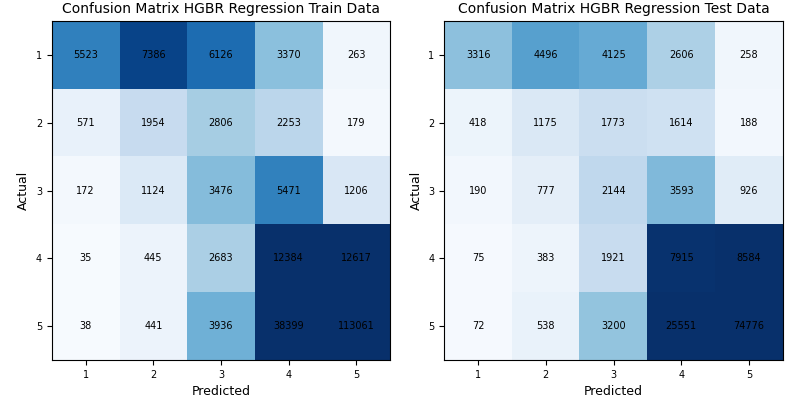 Confusion Matrix HGBR Regression Train Data
Actual
1 5523 7386 6126 3370 263
2 571 1954 2806 2253 179
3 172 1124 3476 5471 1206
4 35 445 2683 12384 12617
5 38 441 3936 38399 113061
1 2 3 4 5
Predicted
Confusion Matrix HGBR Regression Test Data
Actual
1 3316 4496 4125 2606 258
2 418 1175 1773 1614 188
3 190 777 2144 3593 926
4 75 383 1921 7915 8584
5 72 538 3200 25551 74776
1 2 3 4 5
Predicted